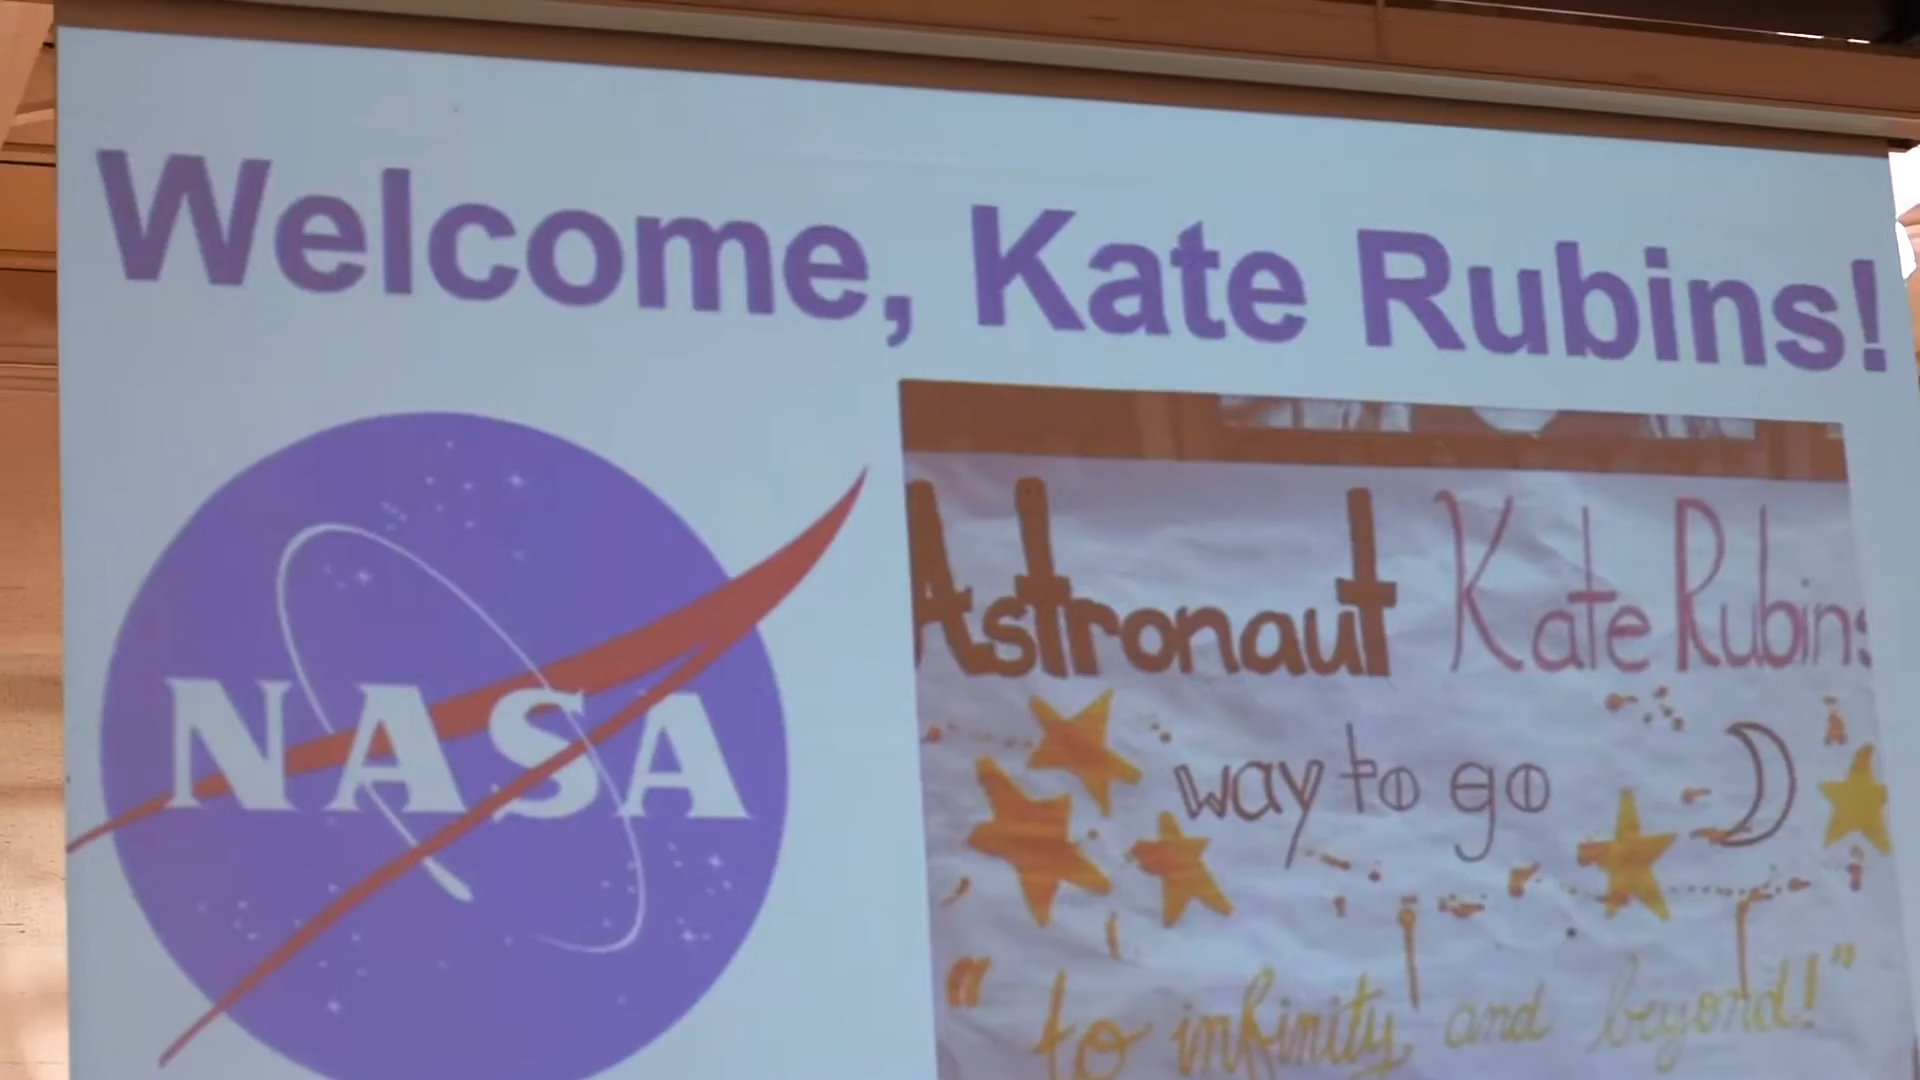 Welcome, Kate Rubins!
NASA
Astronaut Kate Rubins
way to go
"to infinity and beyond!"